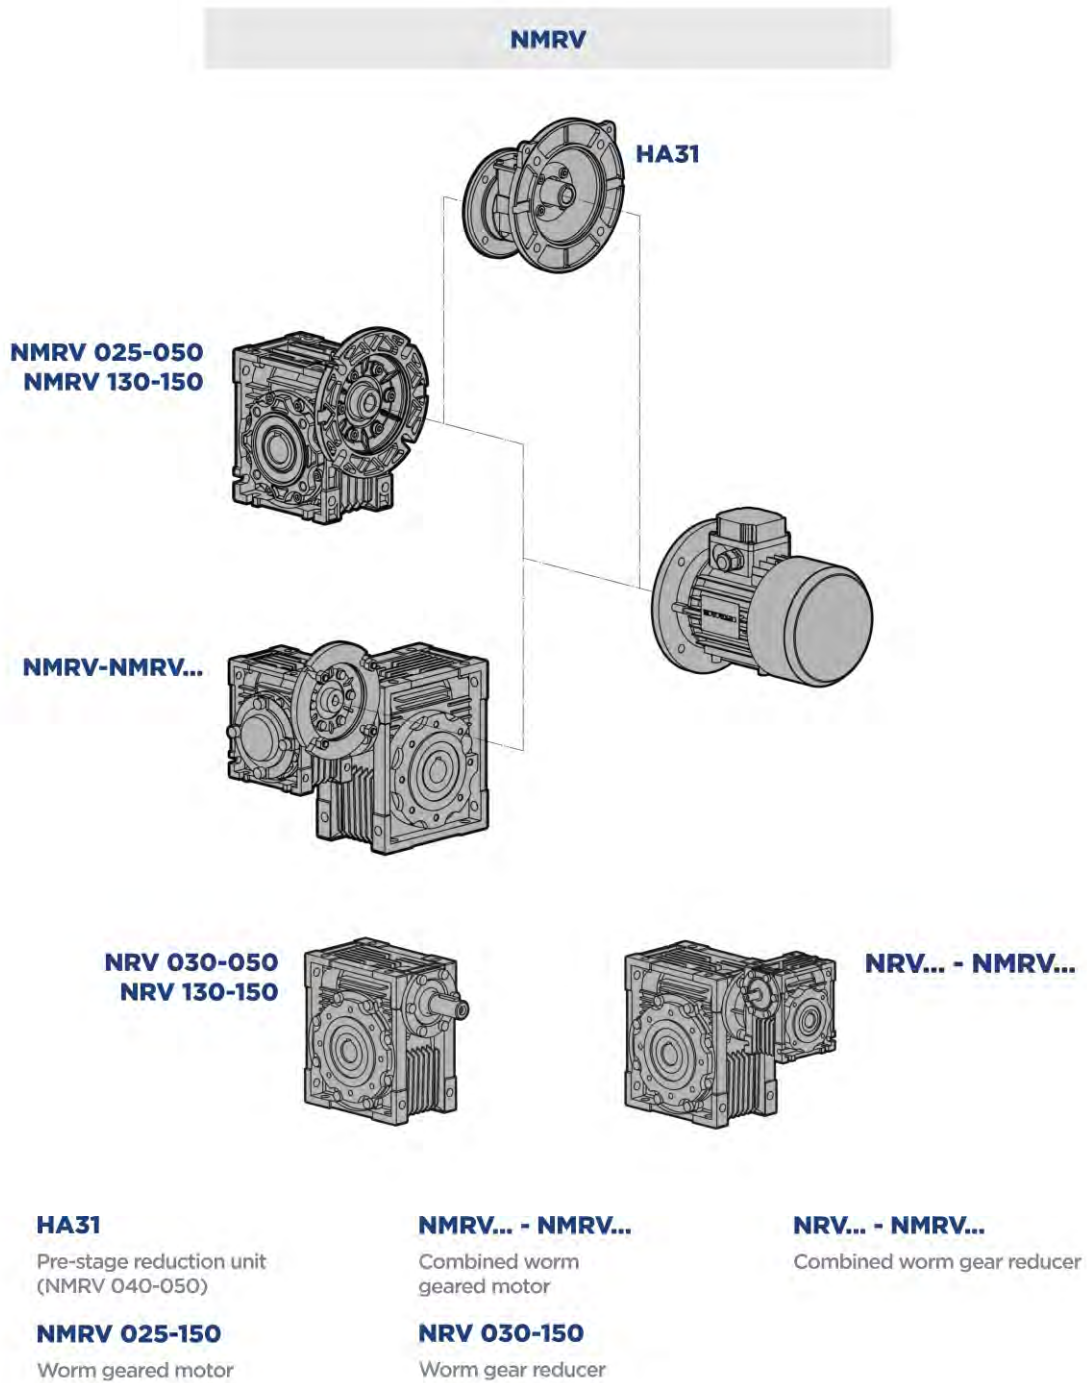 NMRV
HA31
NMRV 025-050
NMRV 130-150
NMRV-NMRV...
NRV 030-050
NRV 130-150
NRV... - NMRV...
HA31
Pre-stage reduction unit
(NMRV 040-050)
NMRV 025-150
Worm geared motor
NMRV... - NMRV...
Combined worm
geared motor
NRV 030-150
Worm gear reducer
NRV... - NMRV...
Combined worm gear reducer